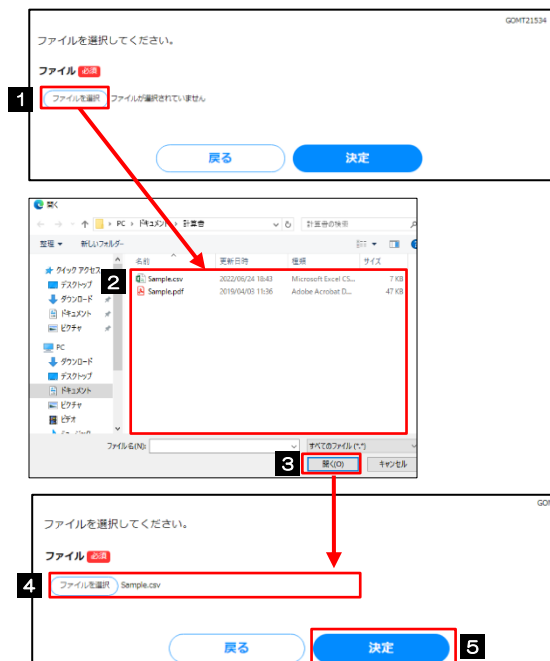 GOMT21534
ファイルを選択してください。
ファイル 必須
1 ファイルを選択 ファイルが選択されていません
戻る 決定
開く
PC › ドキュメント › 計算書 計算書の検索
整理 新しいフォルダー
名前 更新日時 種類 サイズ
クイック アクセス
2
デスクトップ
ダウンロード
ドキュメント
ピクチャ
Sample.csv 2022/06/24 18:43 Microsoft Excel CS... 7 KB
Sample.pdf 2019/04/03 11:36 Adobe Acrobat D... 47 KB
PC
ダウンロード
デスクトップ
ドキュメント
ピクチャ
ビデオ
ファイル名(N): すべてのファイル (*.*)
3 開く(O) キャンセル
GOM
ファイルを選択してください。
ファイル 必須
4 ファイルを選択 Sample.csv
戻る 決定 5